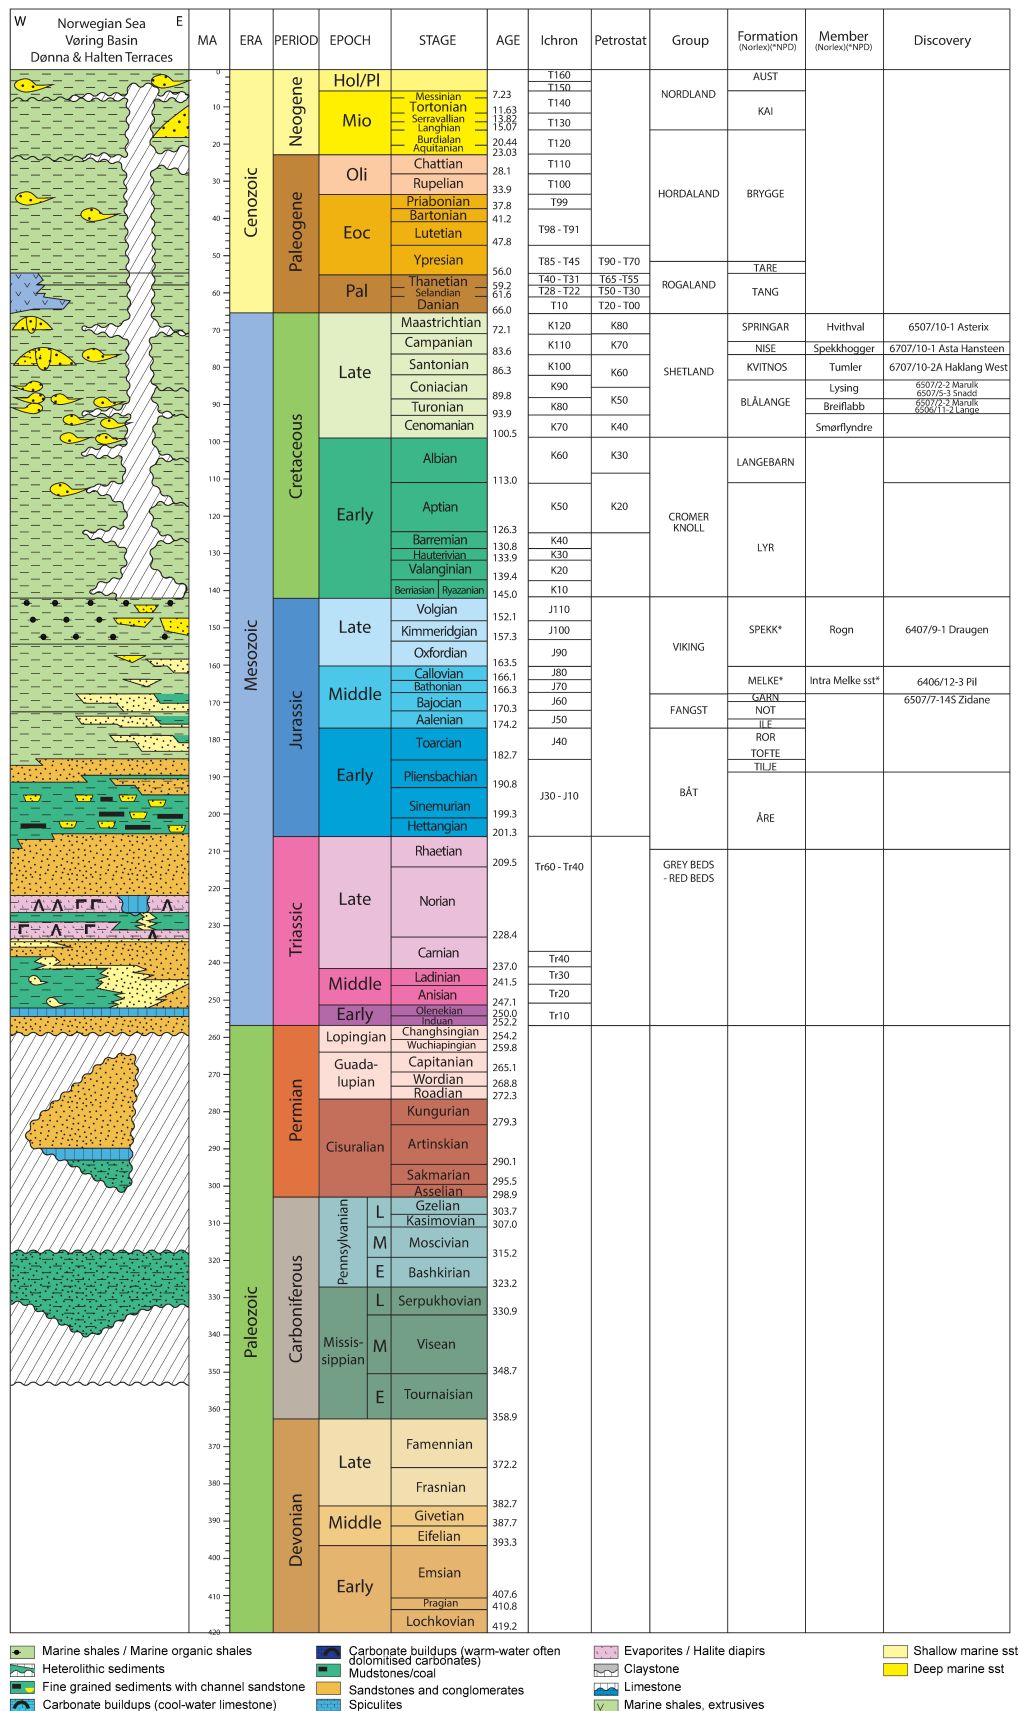 W
E
Norwegian Sea
Vøring Basin
Dønna & Halten Terraces
MA
ERA
PERIOD
EPOCH
STAGE
AGE
Ichron
Petrostat
Group
Formation
(Norlex)(*NPD)
Member
(Norlex)(*NPD)
Discovery
0
10
20
30
40
50
60
70
80
90
100
110
120
130
140
150
160
170
180
190
200
210
220
230
240
250
260
270
280
290
300
310
320
330
340
350
360
370
380
390
400
410
420
Cenozoic
Mesozoic
Paleozoic
Neogene
Paleogene
Cretaceous
Jurassic
Triassic
Permian
Carboniferous
Devonian
Hol/Pl
Mio
Oli
Eoc
Pal
Late
Early
Late
Middle
Early
Late
Middle
Early
Lopingian
Guada-
lupian
Cisuralian
Pennsylvanian
L
M
E
Missis-
sippian
L
M
E
Late
Middle
Early
Messinian
Tortonian
Serravallian
Langhian
Burdialan
Aquitanian
Chattian
Rupelian
Priabonian
Bartonian
Lutetian
Ypresian
Thanetian
Selandian
Danian
Maastrichtian
Campanian
Santonian
Coniacian
Turonian
Cenomanian
Albian
Aptian
Barremian
Hauterivian
Valanginian
Berriasian
Ryazanian
Volgian
Kimmeridgian
Oxfordian
Callovian
Bathonian
Bajocian
Aalenian
Toarcian
Pliensbachian
Sinemurian
Hettangian
Rhaetian
Norian
Carnian
Ladinian
Anisian
Olenekian
Induan
Changhsingian
Wuchiapingian
Capitanian
Wordian
Roadian
Kungurian
Artinskian
Sakmarian
Asselian
Gzelian
Kasimovian
Moscivian
Bashkirian
Serpukhovian
Visean
Tournaisian
Famennian
Frasnian
Givetian
Eifelian
Emsian
Pragian
Lochkovian
7.23
11.63
13.82
15.07
20.44
23.03
28.1
33.9
37.8
41.2
47.8
56.0
59.2
61.6
66.0
72.1
83.6
86.3
89.8
93.9
100.5
113.0
126.3
130.8
133.9
139.4
145.0
152.1
157.3
163.5
166.1
166.3
170.3
174.2
182.7
190.8
199.3
201.3
209.5
228.4
237.0
241.5
247.1
250.0
252.2
254.2
259.8
265.1
268.8
272.3
279.3
290.1
295.5
298.9
303.7
307.0
315.2
323.2
330.9
348.7
358.9
372.2
382.7
387.7
393.3
407.6
410.8
419.2
T160
T150
T140
T130
T120
T110
T100
T99
T98 - T91
T85 - T45
T40 - T31
T28 - T22
T10
K120
K110
K100
K90
K80
K70
K60
K50
K40
K30
K20
K10
J110
J100
J90
J80
J70
J60
J50
J40
J30 - J10
Tr60 - Tr40
Tr40
Tr30
Tr20
Tr10
T90 - T70
T65 - T55
T50 - T30
T20 - T00
K80
K70
K60
K50
K40
K30
K20
NORDLAND
HORDALAND
ROGALAND
SHETLAND
CROMER
KNOLL
VIKING
FANGST
BÅT
GREY BEDS
- RED BEDS
AUST
KAI
BRYGGE
TARE
TANG
SPRINGAR
NISE
KVITNOS
BLÅLANGE
LANGEBARN
LYR
SPEKK*
MELKE*
GARN
NOT
ILE
ROR
TOFTE
TILJE
ÅRE
Hvithval
Spekkhogger
Tumler
Lysing
Breiflabb
Smørflyndre
Rogn
Intra Melke sst*
6507/10-1 Asterix
6707/10-1 Asta Hansteen
6707/10-2A Haklang West
6507/2-2 Marulk
6507/5-3 Snadd
6507/2-2 Marulk
6506/11-2 Lange
6407/9-1 Draugen
6406/12-3 Pil
6507/7-14S Zidane
Marine shales / Marine organic shales
Heterolithic sediments
Fine grained sediments with channel sandstone
Carbonate buildups (cool-water limestone)
Carbonate buildups (warm-water often
dolomitised carbonates)
Mudstones/coal
Sandstones and conglomerates
Spiculites
Evaporites / Halite diapirs
Claystone
Limestone
Marine shales, extrusives
Shallow marine sst
Deep marine sst